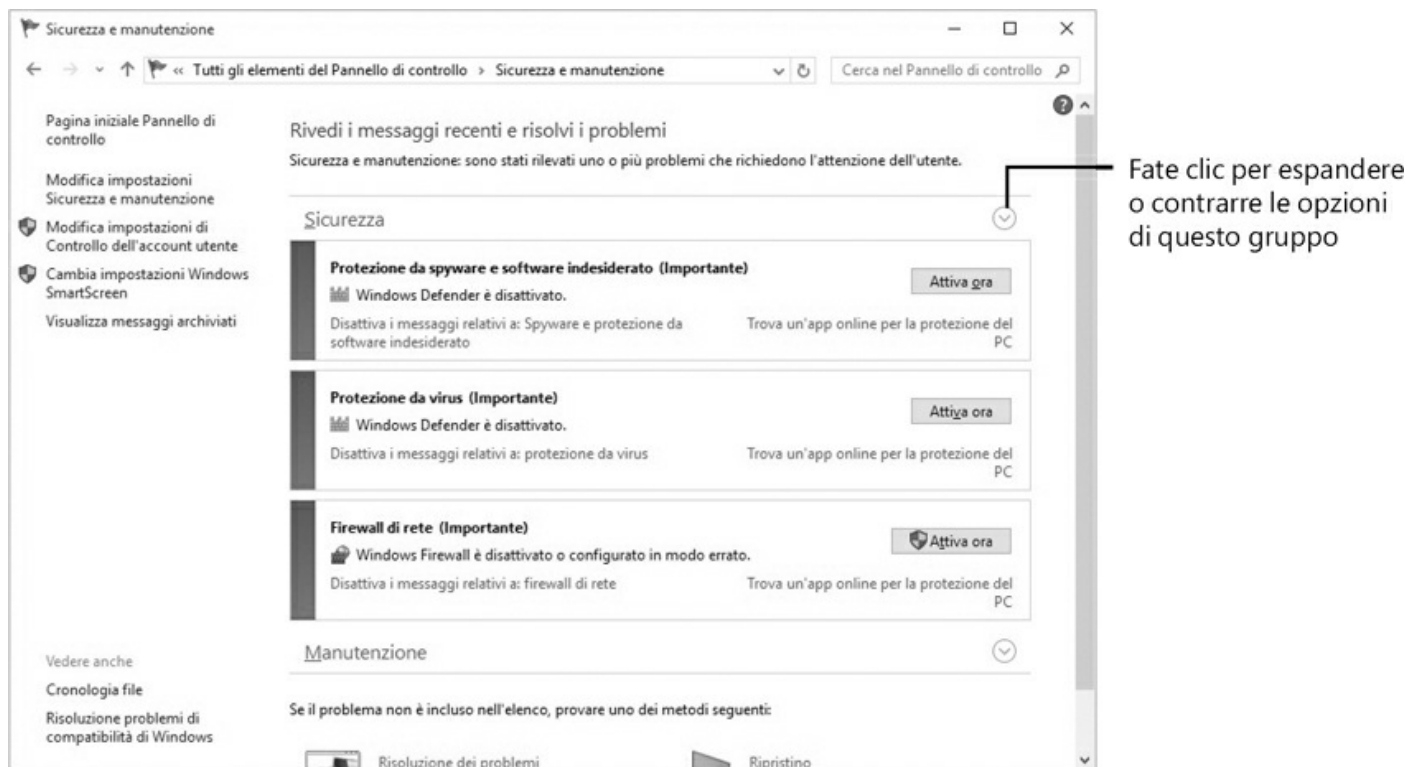 Sicurezza e manutenzione
« Tutti gli elementi del Pannello di controllo > Sicurezza e manutenzione
Cerca nel Pannello di controllo
Pagina iniziale Pannello di
controllo
Modifica impostazioni
Sicurezza e manutenzione
Modifica impostazioni di
Controllo dell'account utente
Cambia impostazioni Windows
SmartScreen
Visualizza messaggi archiviati
Vedere anche
Cronologia file
Risoluzione problemi di
compatibilità di Windows
Rivedi i messaggi recenti e risolvi i problemi
Sicurezza e manutenzione: sono stati rilevati uno o più problemi che richiedono l'attenzione dell'utente.
Sicurezza
Protezione da spyware e software indesiderato (Importante)
Windows Defender è disattivato.
Attiva ora
Disattiva i messaggi relativi a: Spyware e protezione da
software indesiderato
Trova un'app online per la protezione del
PC
Protezione da virus (Importante)
Windows Defender è disattivato.
Attiva ora
Disattiva i messaggi relativi a: protezione da virus
Trova un'app online per la protezione del
PC
Firewall di rete (Importante)
Windows Firewall è disattivato o configurato in modo errato.
Attiva ora
Disattiva i messaggi relativi a: firewall di rete
Trova un'app online per la protezione del
PC
Manutenzione
Se il problema non è incluso nell'elenco, provare uno dei metodi seguenti:
Risoluzione dei problemi
Ripristino
Fate clic per espandere
o contrarre le opzioni
di questo gruppo